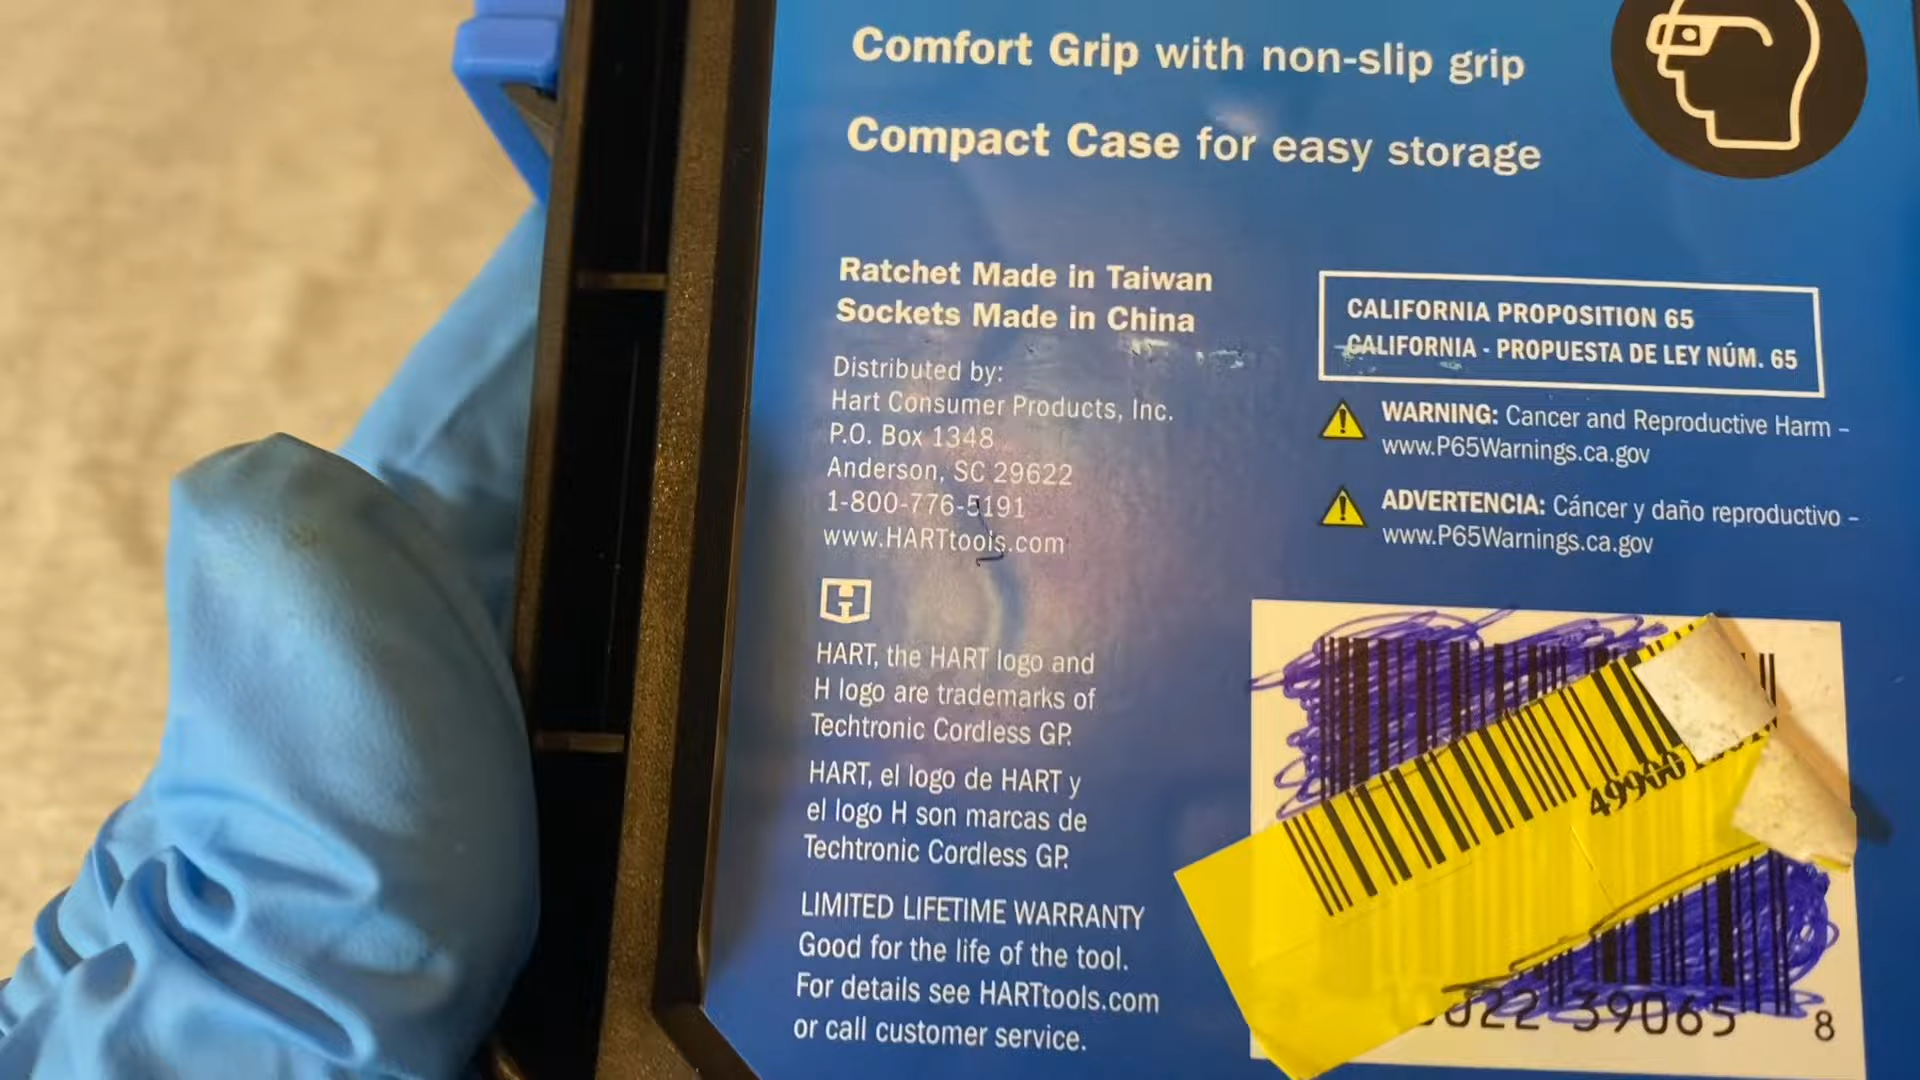 Comfort Grip with non-slip grip
Compact Case for easy storage
Ratchet Made in Taiwan
Sockets Made in China
Distributed by:
Hart Consumer Products, Inc.
P.O. Box 1348
Anderson, SC 29622
1-800-776-5191
www.HARTtools.com
HART, the HART logo and
H logo are trademarks of
Techtronic Cordless GP.
HART, el logo de HART y
el logo H son marcas de
Techtronic Cordless GP.
LIMITED LIFETIME WARRANTY
Good for the life of the tool.
For details see HARTtools.com
or call customer service.
CALIFORNIA PROPOSITION 65
CALIFORNIA - PROPUESTA DE LEY NÚM. 65
WARNING: Cancer and Reproductive Harm –
www.P65Warnings.ca.gov
ADVERTENCIA: Cáncer y daño reproductivo –
www.P65Warnings.ca.gov
39065 8